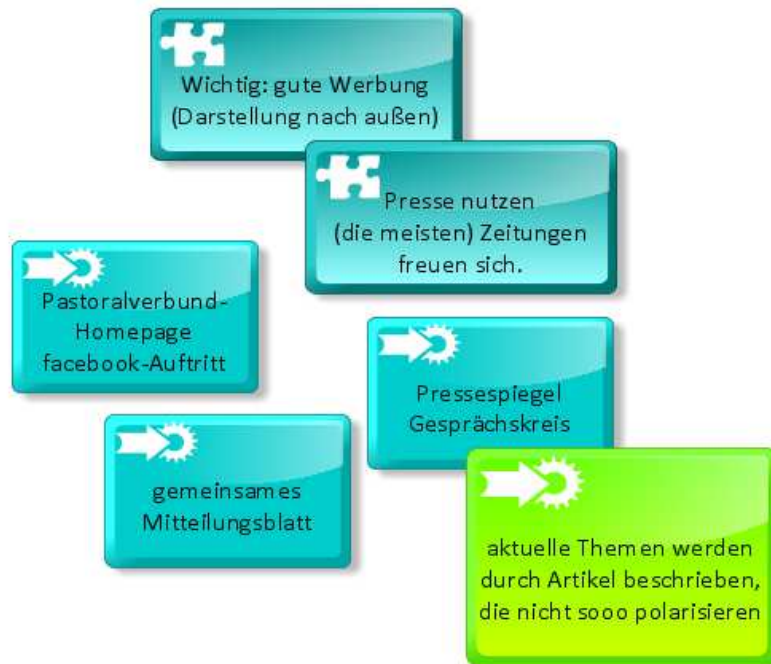 Wichtig: gute Werbung
(Darstellung nach außen)
Presse nutzen
(die meisten) Zeitungen
freuen sich.
Pastoralverbund-
Homepage
facebook-Auftritt
Pressespiegel
Gesprächskreis
gemeinsames
Mitteilungsblatt
aktuelle Themen werden
durch Artikel beschrieben,
die nicht sooo polarisieren